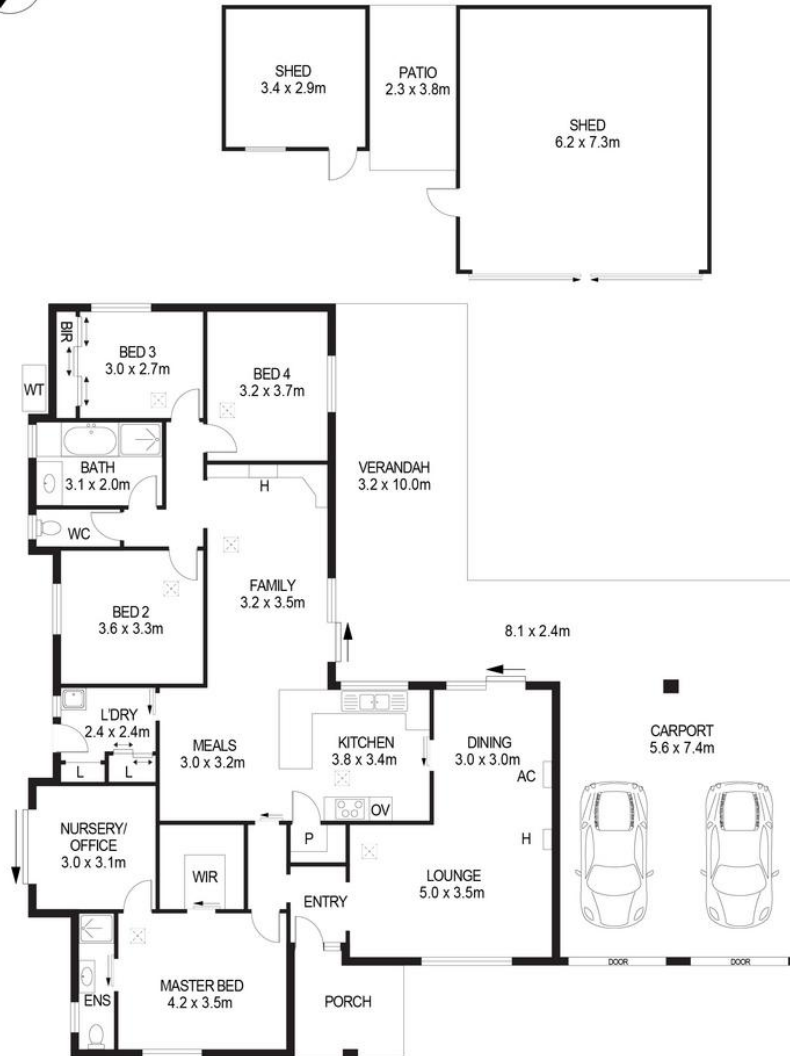 SHED
3.4 x 2.9m
PATIO
2.3 x 3.8m
SHED
6.2 x 7.3m
BIR
BED 3
3.0 x 2.7m
BED 4
3.2 x 3.7m
WT
BATH
3.1 x 2.0m
H
VERANDAH
3.2 x 10.0m
WC
FAMILY
3.2 x 3.5m
BED 2
3.6 x 3.3m
8.1 x 2.4m
L'DRY
2.4 x 2.4m
L
L
MEALS
3.0 x 3.2m
KITCHEN
3.8 x 3.4m
DINING
3.0 x 3.0m
AC
CARPORT
5.6 x 7.4m
OV
P
H
NURSERY/
OFFICE
3.0 x 3.1m
WIR
ENTRY
LOUNGE
5.0 x 3.5m
DOOR
DOOR
ENS
MASTER BED
4.2 x 3.5m
PORCH